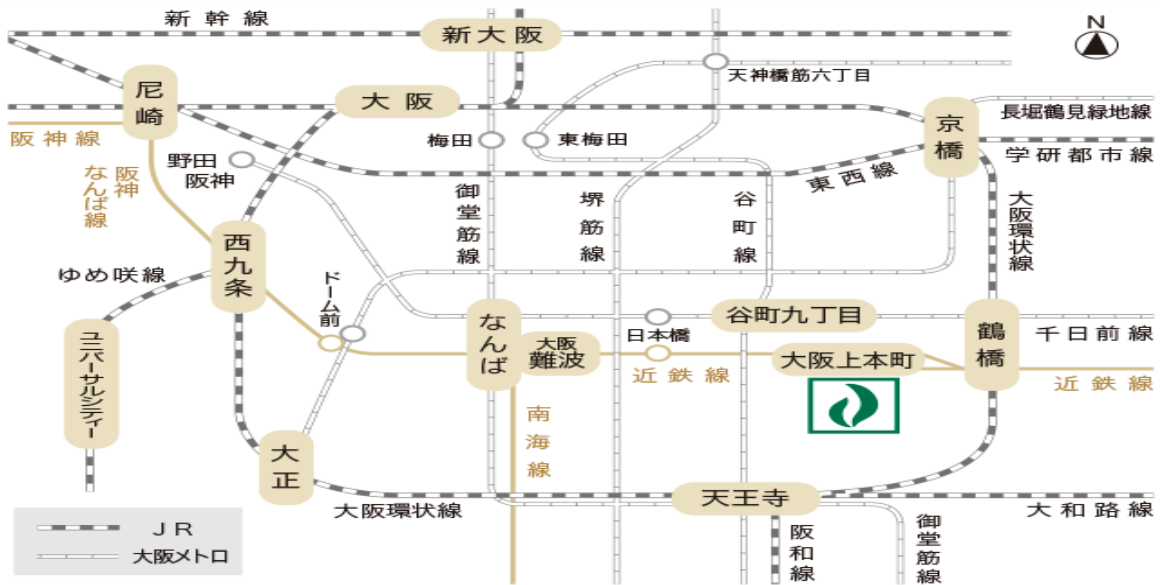 新幹線
新大阪
N
天神橋筋六丁目
尼崎
大阪
長堀鶴見緑地線
京橋
阪神線
梅田
東梅田
学研都市線
野田
阪神
阪神
なんば線
東西線
御堂筋線
堺筋線
谷町線
大阪環状線
西九条
ゆめ咲線
ドーム前
なんば
大阪
難波
日本橋
谷町九丁目
鶴橋
千日前線
ユニバーサルシティー
大阪上本町
近鉄線
近鉄線
南海線
大正
大阪環状線
天王寺
大和路線
阪和線
御堂筋線
JR
大阪メトロ